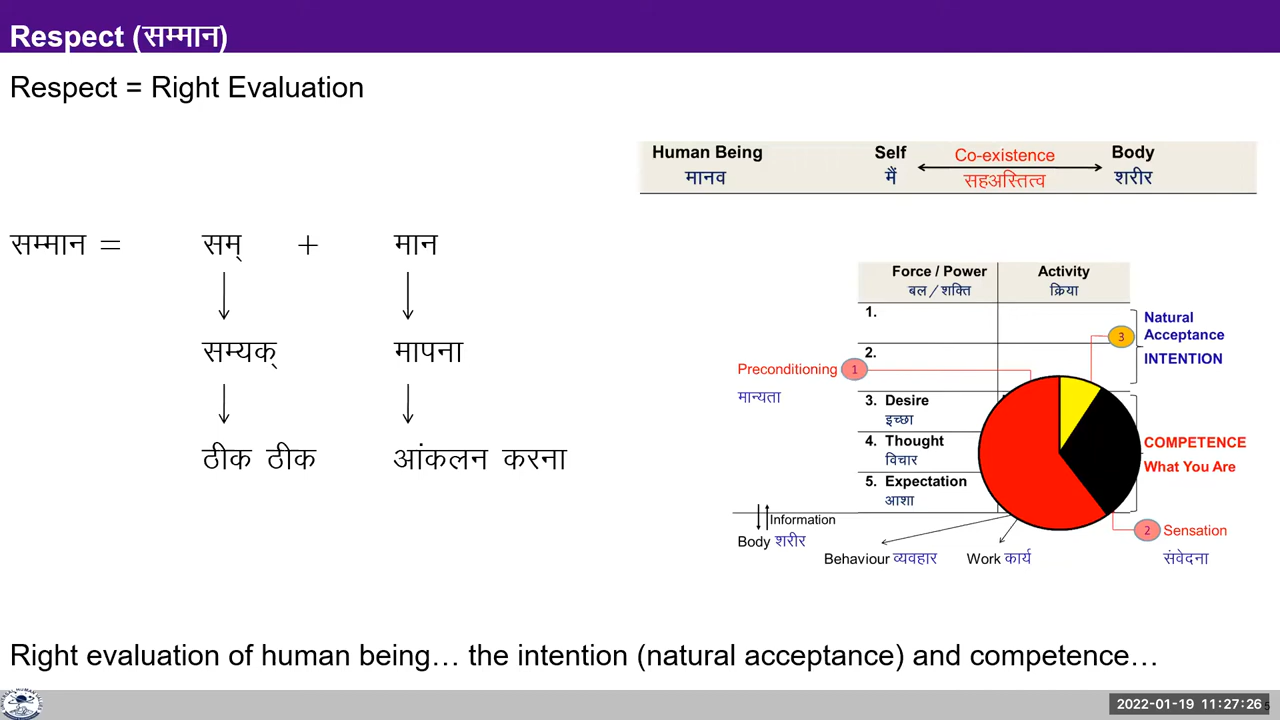 Respect (सम्मान)
Respect = Right Evaluation
Human Being Self Co-existence Body
मानव मैं सहअस्तित्व शरीर
सम्मान = सम् + मान
सम्यक् मापना
ठीक ठीक आंकलन करना
Force / Power Activity
बल/शक्ति क्रिया
1.
2.
3. Desire
इच्छा
4. Thought
विचार
5. Expectation
आशा
3 Natural
Acceptance
INTENTION
Preconditioning 1
मान्यता
COMPETENCE
What You Are
Information
Body शरीर
2 Sensation
संवेदना
Behaviour व्यवहार Work कार्य
Right evaluation of human being… the intention (natural acceptance) and competence…
2022-01-19 11:27:26
5